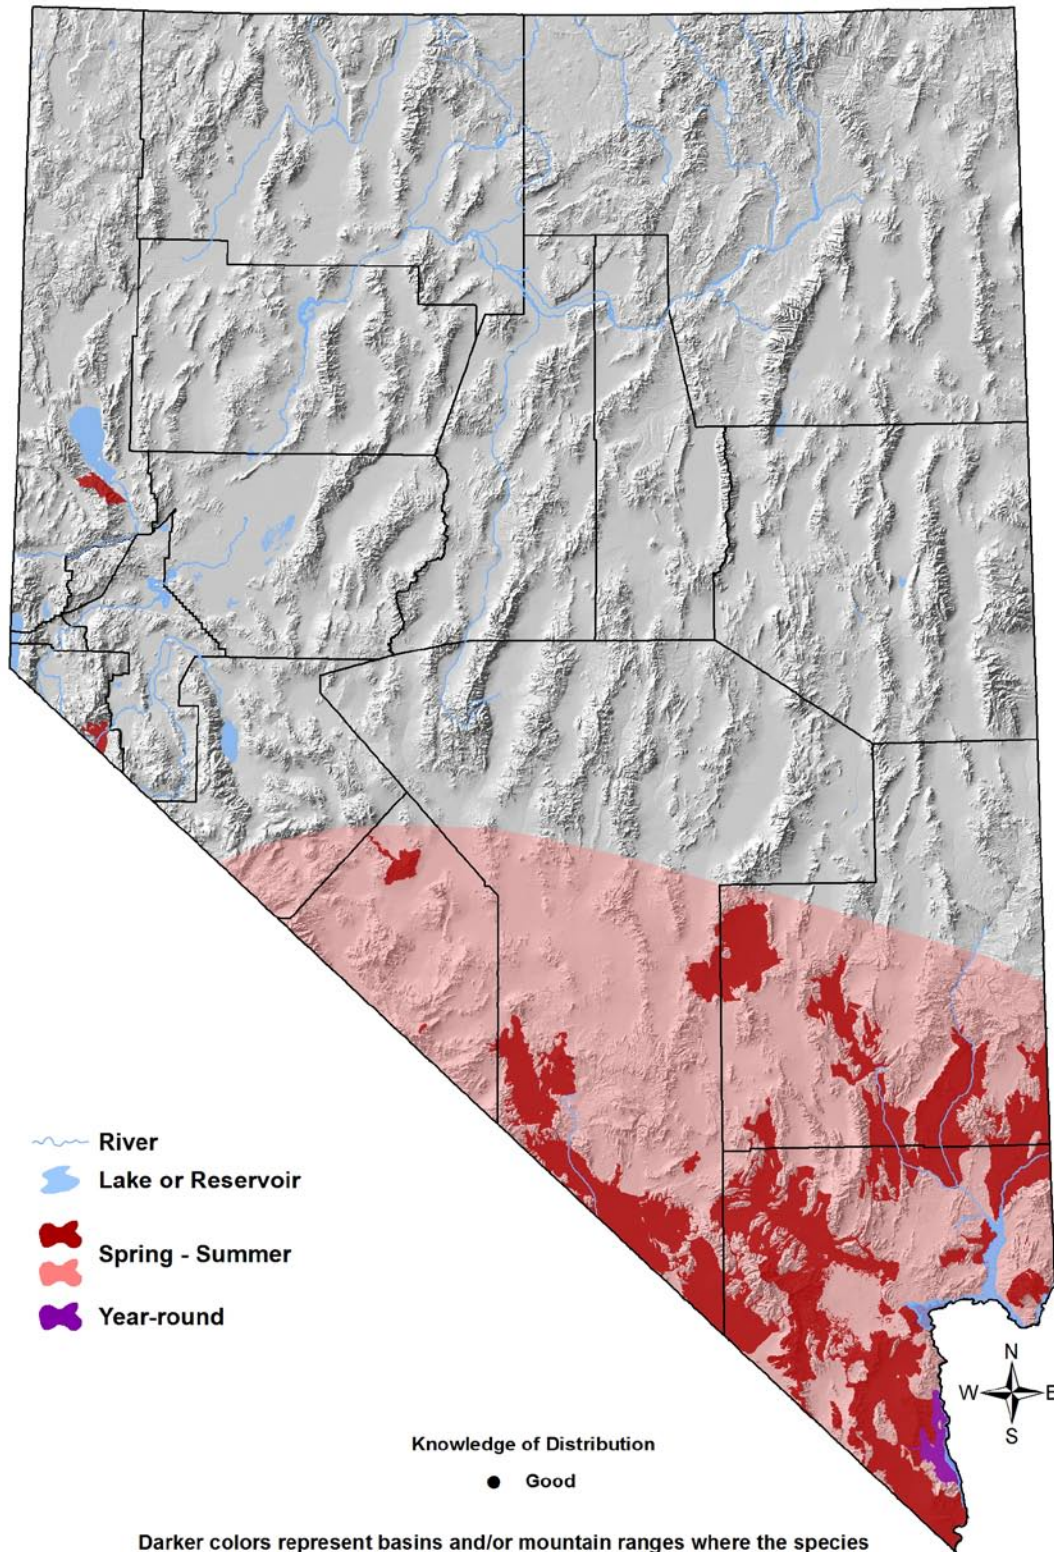 River
Lake or Reservoir
Spring - Summer
Year-round
N
W E
S
Knowledge of Distribution
Good
Darker colors represent basins and/or mountain ranges where the species